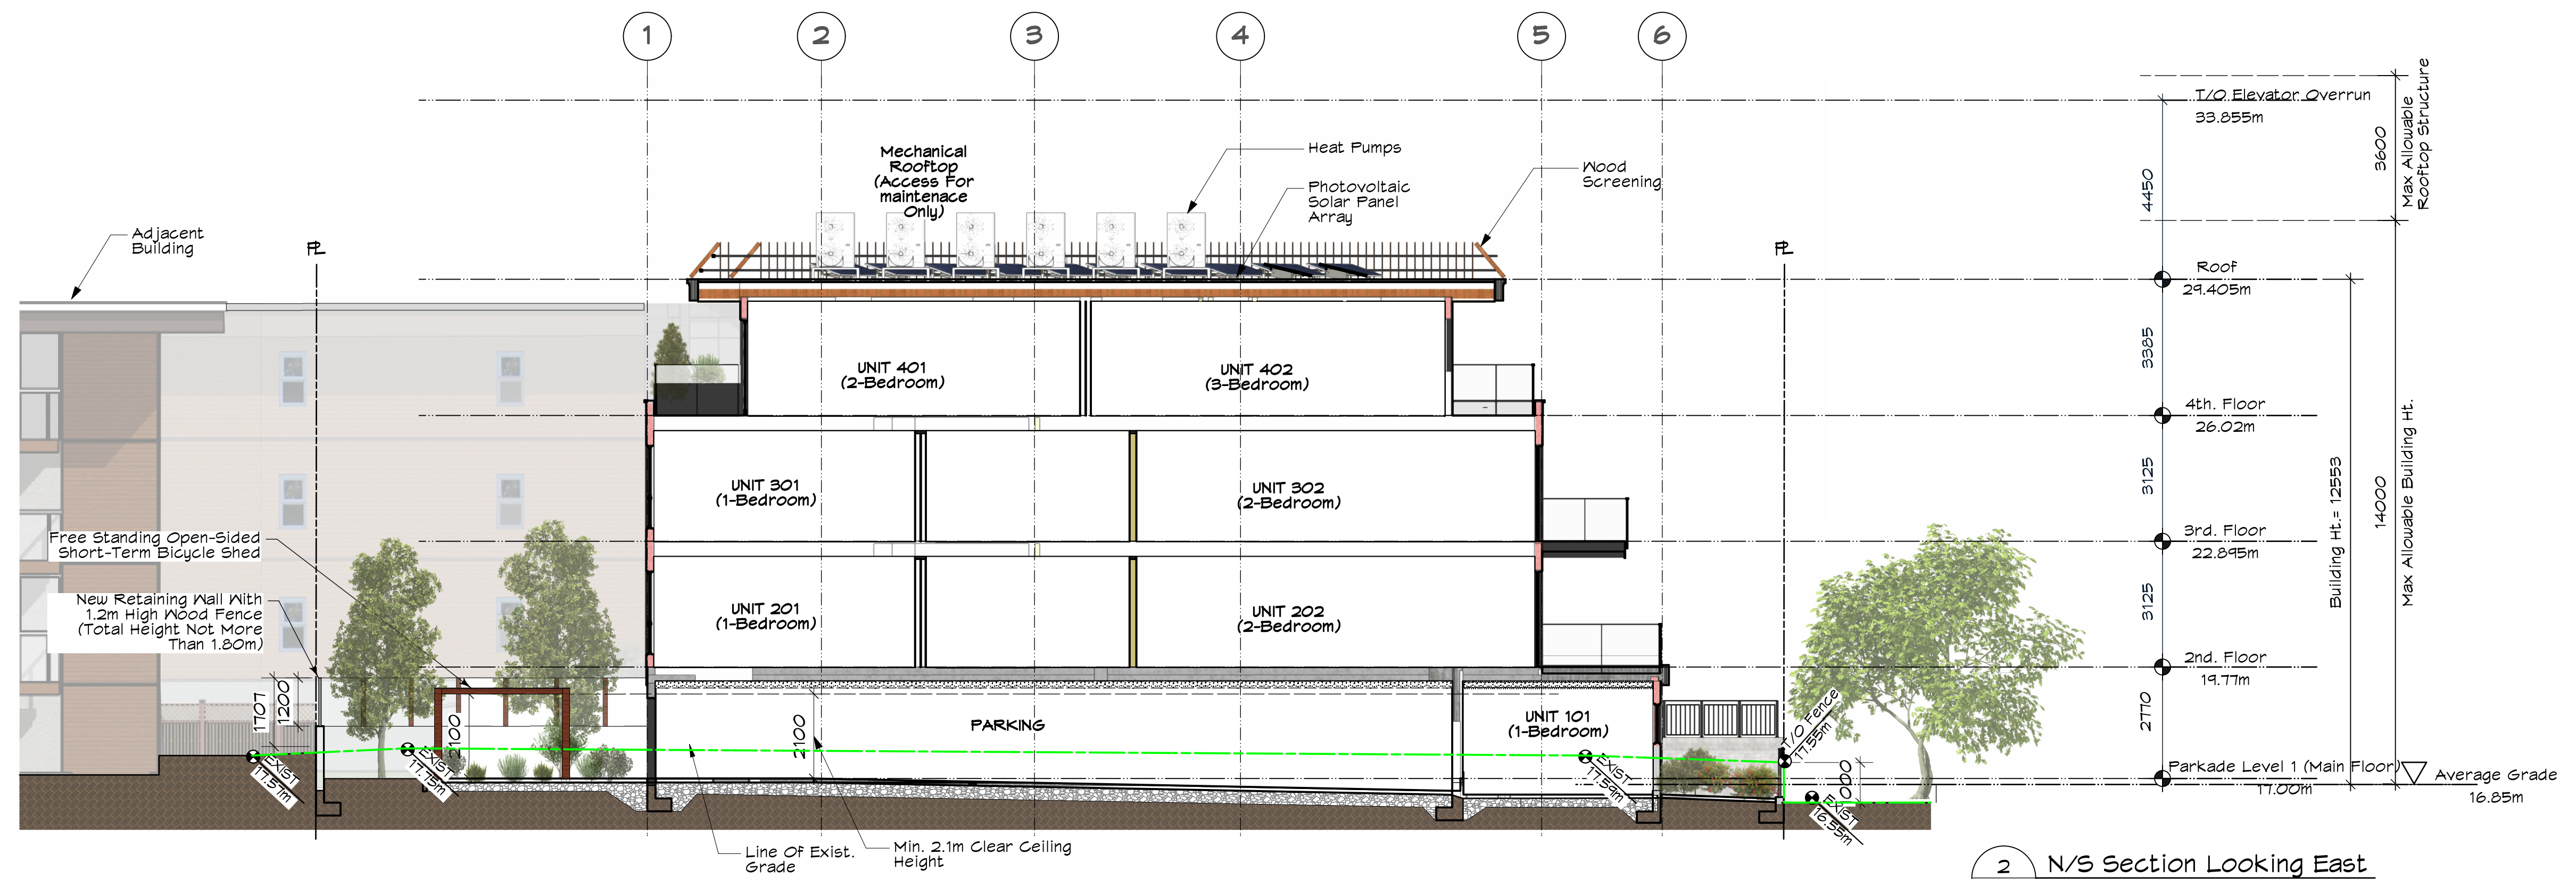 1
2
3
4
5
6
T/O Elevator Overrun
33.855m
Max Allowable
Rooftop Structure
3600
4450
Mechanical
Rooftop
(Access For
maintenace
Only)
Heat Pumps
Wood
Screening
Photovoltaic
Solar Panel
Array
Adjacent
Building
PL
PL
Roof
29.405m
3385
UNIT 401
(2-Bedroom)
UNIT 402
(3-Bedroom)
4th. Floor
26.02m
Building Ht.= 12553
14000
Max Allowable Building Ht.
3125
UNIT 301
(1-Bedroom)
UNIT 302
(2-Bedroom)
3rd. Floor
22.895m
Free Standing Open-Sided
Short-Term Bicycle Shed
New Retaining Wall With
1.2m High Wood Fence
(Total Height Not More
Than 1.80m)
3125
UNIT 201
(1-Bedroom)
UNIT 202
(2-Bedroom)
2nd. Floor
19.77m
1707
1200
2100
2100
PARKING
UNIT 101
(1-Bedroom)
2770
T/O Fence
17.55m
EXIST
17.75m
EXIST
17.59m
1000
EXIST
16.55m
EXIST
Parkade Level 1 (Main Floor)
17.00m
Average Grade
16.85m
Line Of Exist.
Grade
Min. 2.1m Clear Ceiling
Height
2
N/S Section Looking East